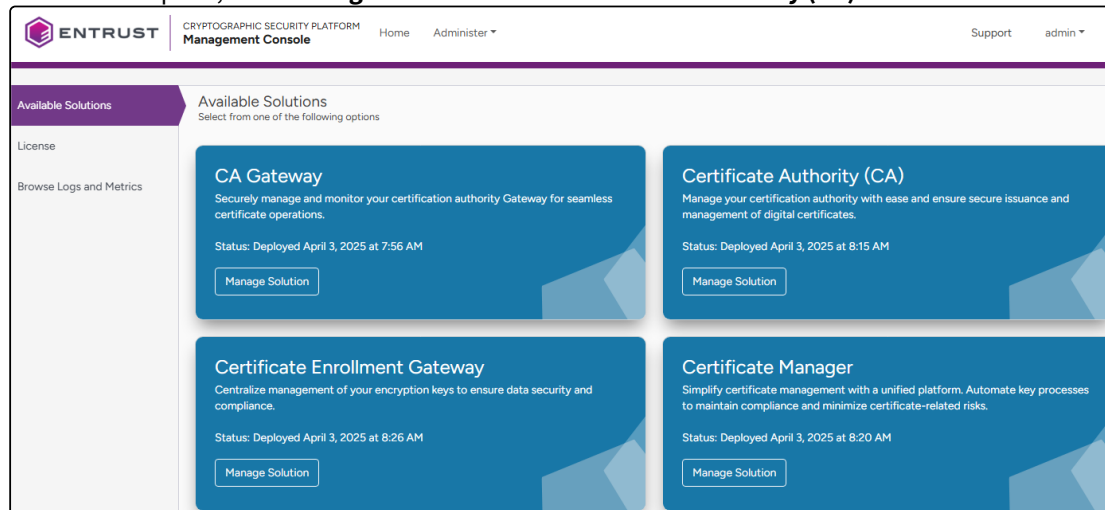 ENTRUST
CRYPTOGRAPHIC SECURITY PLATFORM
Management Console
Home
Administer
Support
admin
Available Solutions
License
Browse Logs and Metrics
Available Solutions
Select from one of the following options
CA Gateway
Securely manage and monitor your certification authority Gateway for seamless
certificate operations.
Status: Deployed April 3, 2025 at 7:56 AM
Manage Solution
Certificate Authority (CA)
Manage your certification authority with ease and ensure secure issuance and
management of digital certificates.
Status: Deployed April 3, 2025 at 8:15 AM
Manage Solution
Certificate Enrollment Gateway
Centralize management of your encryption keys to ensure data security and
compliance.
Status: Deployed April 3, 2025 at 8:26 AM
Manage Solution
Certificate Manager
Simplify certificate management with a unified platform. Automate key processes
to maintain compliance and minimize certificate-related risks.
Status: Deployed April 3, 2025 at 8:20 AM
Manage Solution